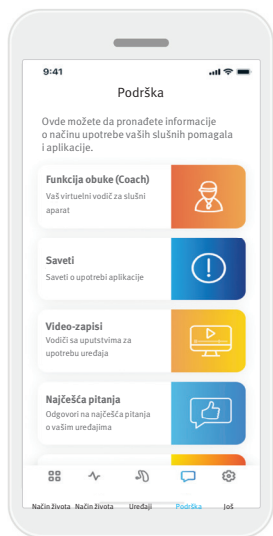 9:41
Podrška
Ovde možete da pronađete informacije
o načinu upotrebe vaših slušnih pomagala
i aplikacije.
Funkcija obuke (Coach)
Vaš virtuelni vodič za slušni
aparat
Saveti
Saveti o upotrebi aplikacije
Video-zapisi
Vodiči sa uputstvima za
upotrebu uređaja
Najčešća pitanja
Odgovori na najčešća pitanja
o vašim uređajima
Način života Način života Uređaji Podrška Još